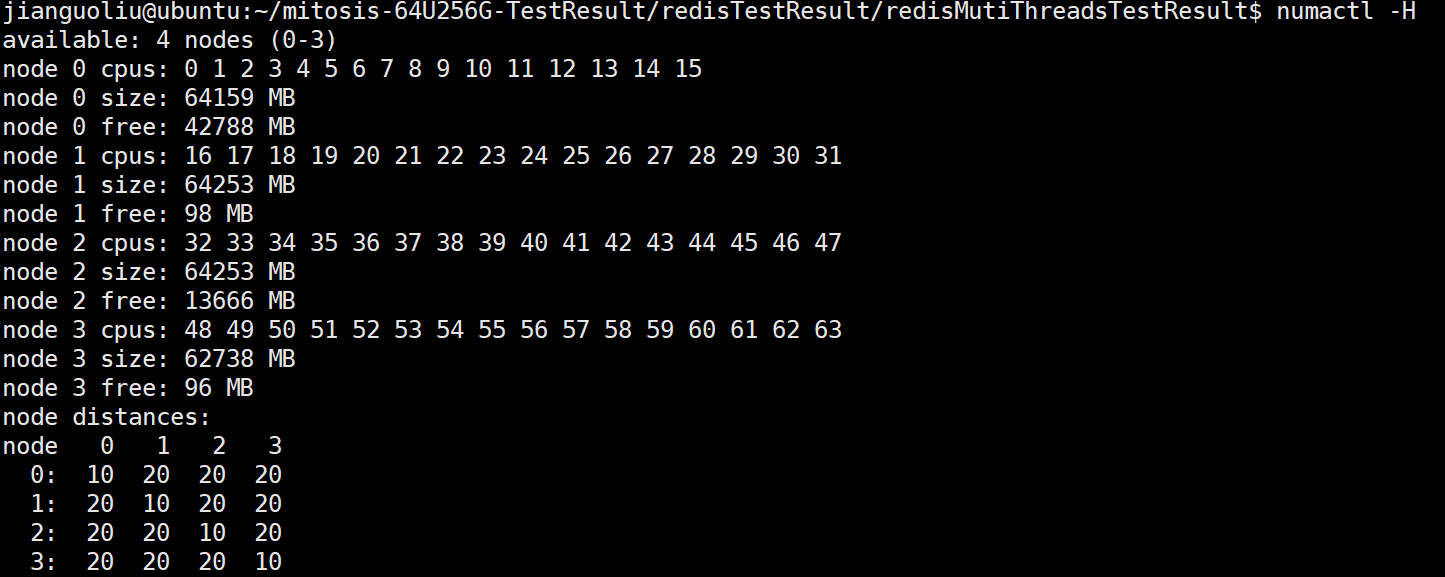 jianguoliu@ubuntu:~/mitosis-64U256G-TestResult/redisTestResult/redisMutiThreadsTestResult$ numactl -H
available: 4 nodes (0-3)
node 0 cpus: 0 1 2 3 4 5 6 7 8 9 10 11 12 13 14 15
node 0 size: 64159 MB
node 0 free: 42788 MB
node 1 cpus: 16 17 18 19 20 21 22 23 24 25 26 27 28 29 30 31
node 1 size: 64253 MB
node 1 free: 98 MB
node 2 cpus: 32 33 34 35 36 37 38 39 40 41 42 43 44 45 46 47
node 2 size: 64253 MB
node 2 free: 13666 MB
node 3 cpus: 48 49 50 51 52 53 54 55 56 57 58 59 60 61 62 63
node 3 size: 62738 MB
node 3 free: 96 MB
node distances:
node   0   1   2   3
  0:  10  20  20  20
  1:  20  10  20  20
  2:  20  20  10  20
  3:  20  20  20  10